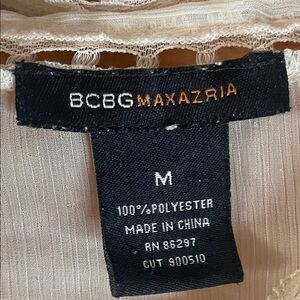 BCBGMAXAZRIA
M
100%POLYESTER
MADE IN CHINA
RN 86297
CUT 900510